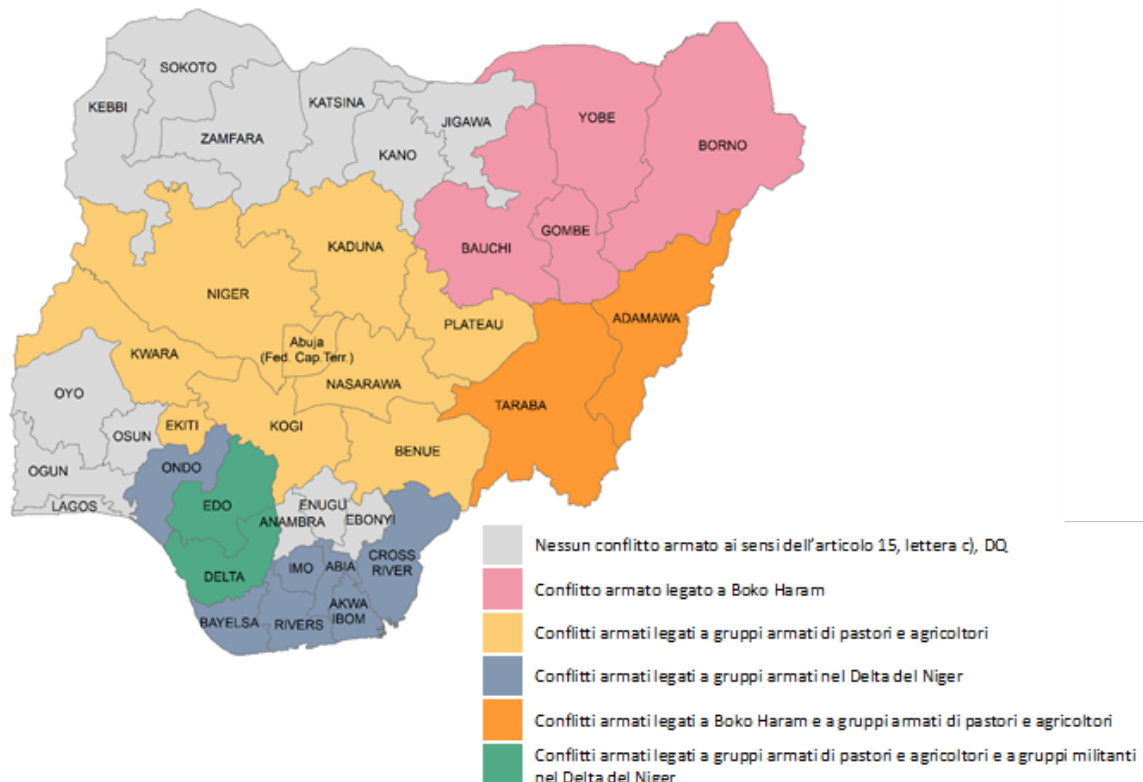 SOKOTO
KEBBI
KATSINA
ZAMFARA
JIGAWA
KANO
YOBE
BORNO
BAUCHI
GOMBE
KADUNA
NIGER
PLATEAU
ADAMAWA
Abuja
(Fed. Cap.Terr.)
KWARA
NASARAWA
TARABA
OYO
EKITI
KOGI
OSUN
BENUE
ONDO
OGUN
LAGOS
EDO
ENUGU
ANAMBRA
EBONYI
DELTA
IMO
ABIA
CROSS
RIVER
BAYELSA
RIVERS
AKWA
IBOM
Nessun conflitto armato ai sensi dell'articolo 15, lettera c), DQ
Conflitto armato legato a Boko Haram
Conflitti armati legati a gruppi armati di pastori e agricoltori
Conflitti armati legati a gruppi armati nel Delta del Niger
Conflitti armati legati a Boko Haram e a gruppi armati di pastori e agricoltori
Conflitti armati legati a gruppi armati di pastori e agricoltori e a gruppi militanti
nel Delta del Niger